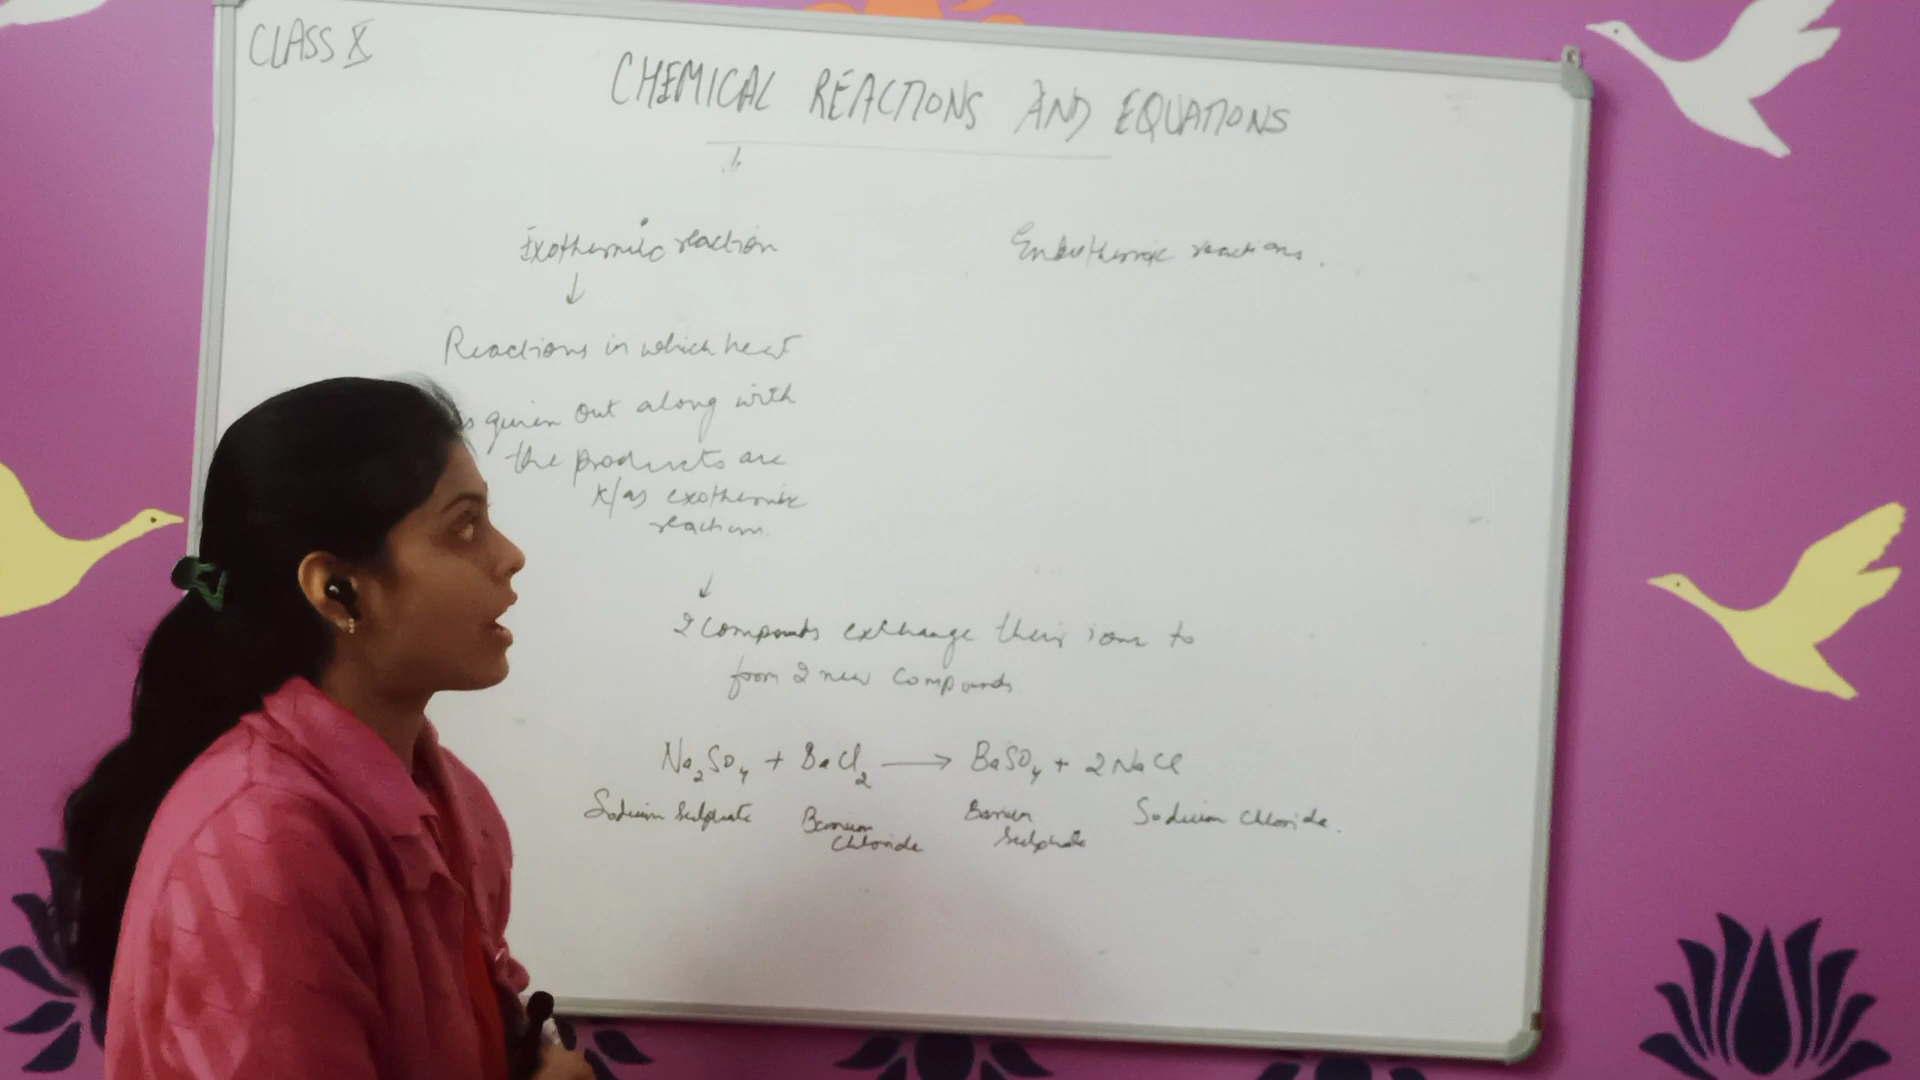 CLASS X
CHEMICAL REACTIONS AND EQUATIONS
Exothermic reaction
Endothermic reactions.
↓
Reactions in which heat
is given out along with
the products are
k/as exothermic
reactions.
↓
2 compounds exchange their ions to
form 2 new compounds
Na₂SO₄ + BaCl₂ ⟶ BaSO₄ + 2NaCl
Sodium Sulphate Barium Chloride Barium Sulphate Sodium Chloride.